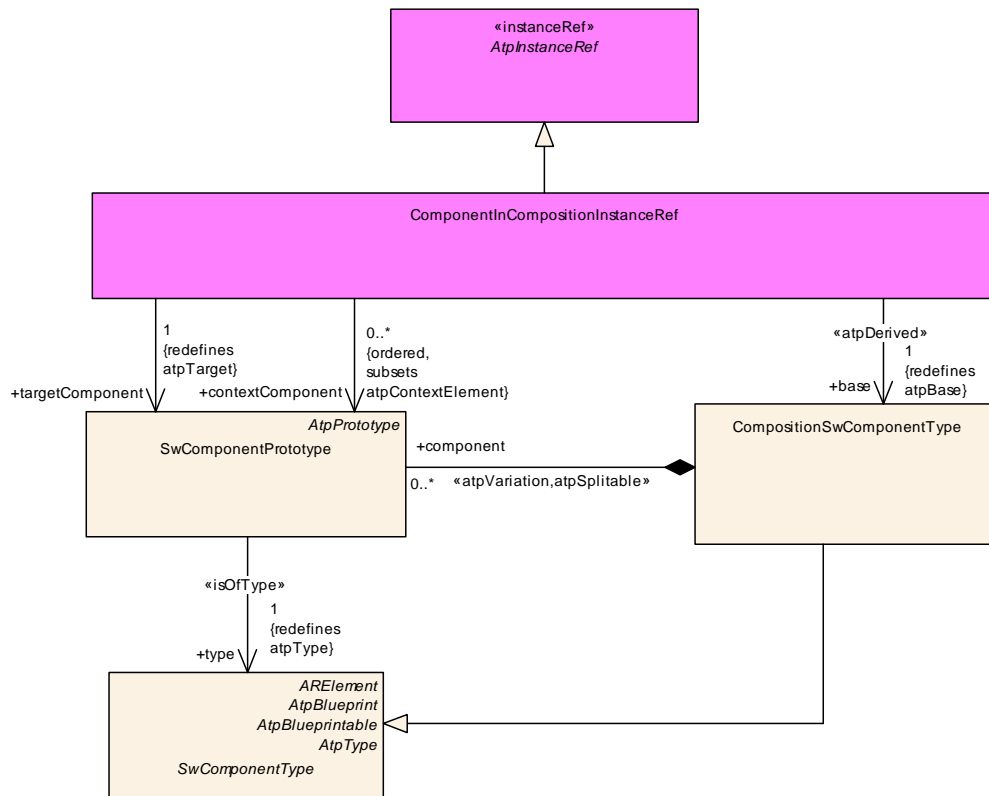 «instanceRef»
AtpInstanceRef
ComponentInCompositionInstanceRef
1
{redefines
atpTarget}
+targetComponent
0..*
{ordered,
subsets
atpContextElement}
+contextComponent
«atpDerived»
1
{redefines
atpBase}
+base
AtpPrototype
SwComponentPrototype
+component
0..*
«atpVariation,atpSplitable»
CompositionSwComponentType
«isOfType»
1
{redefines
atpType}
+type
ARElement
AtpBlueprint
AtpBlueprintable
AtpType
SwComponentType